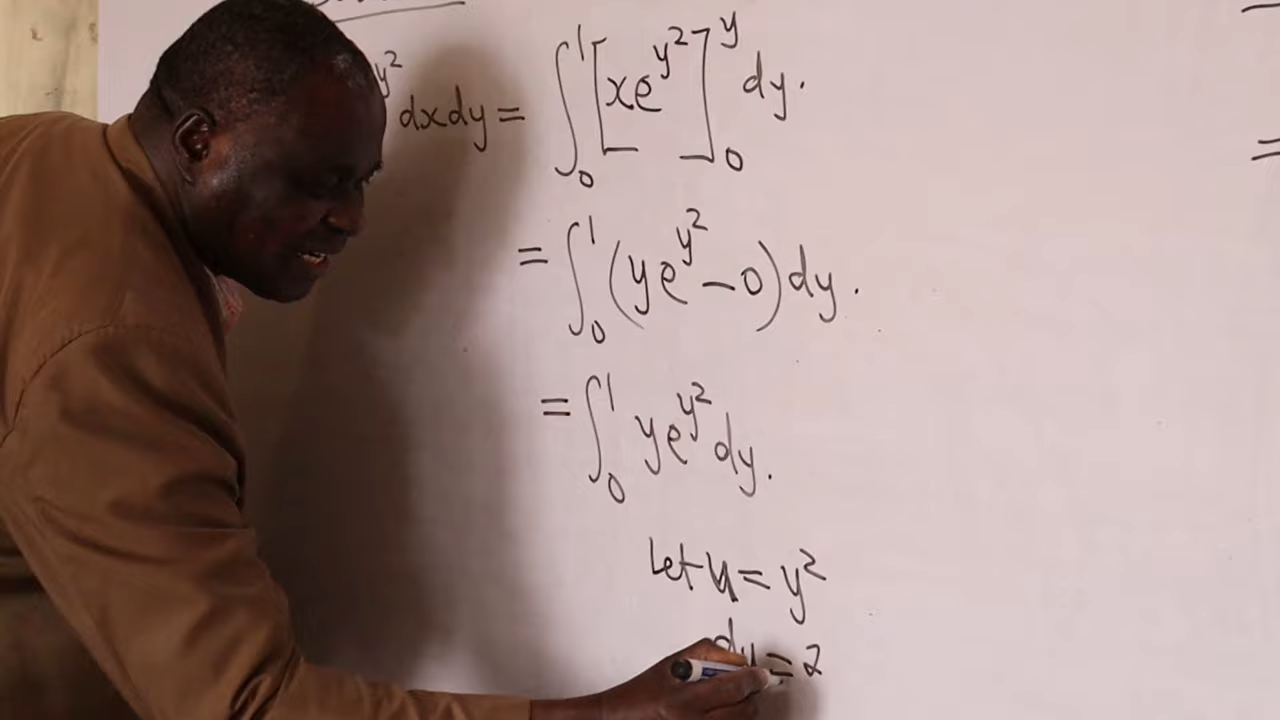 y² dxdy = ∫₀¹ [xe^{y²}]₀^y dy.
= ∫₀¹ (ye^{y²} - 0) dy.
= ∫₀¹ ye^{y²} dy.
Let u = y²
du = 2